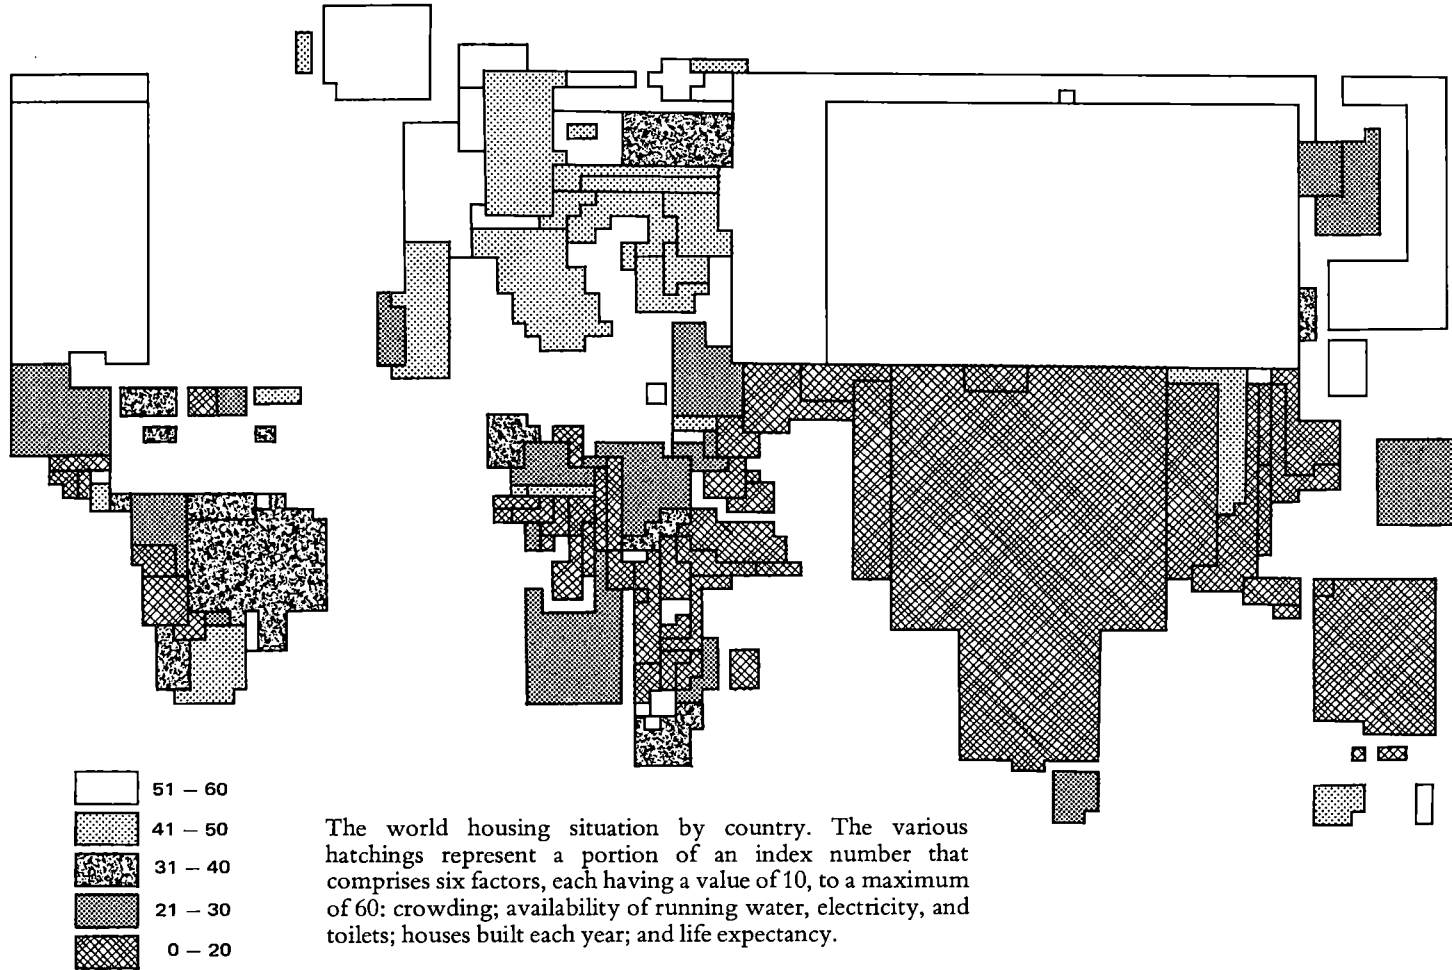 51 – 60
41 – 50
31 – 40
21 – 30
0 – 20
The world housing situation by country. The various
hatchings represent a portion of an index number that
comprises six factors, each having a value of 10, to a maximum
of 60: crowding; availability of running water, electricity, and
toilets; houses built each year; and life expectancy.